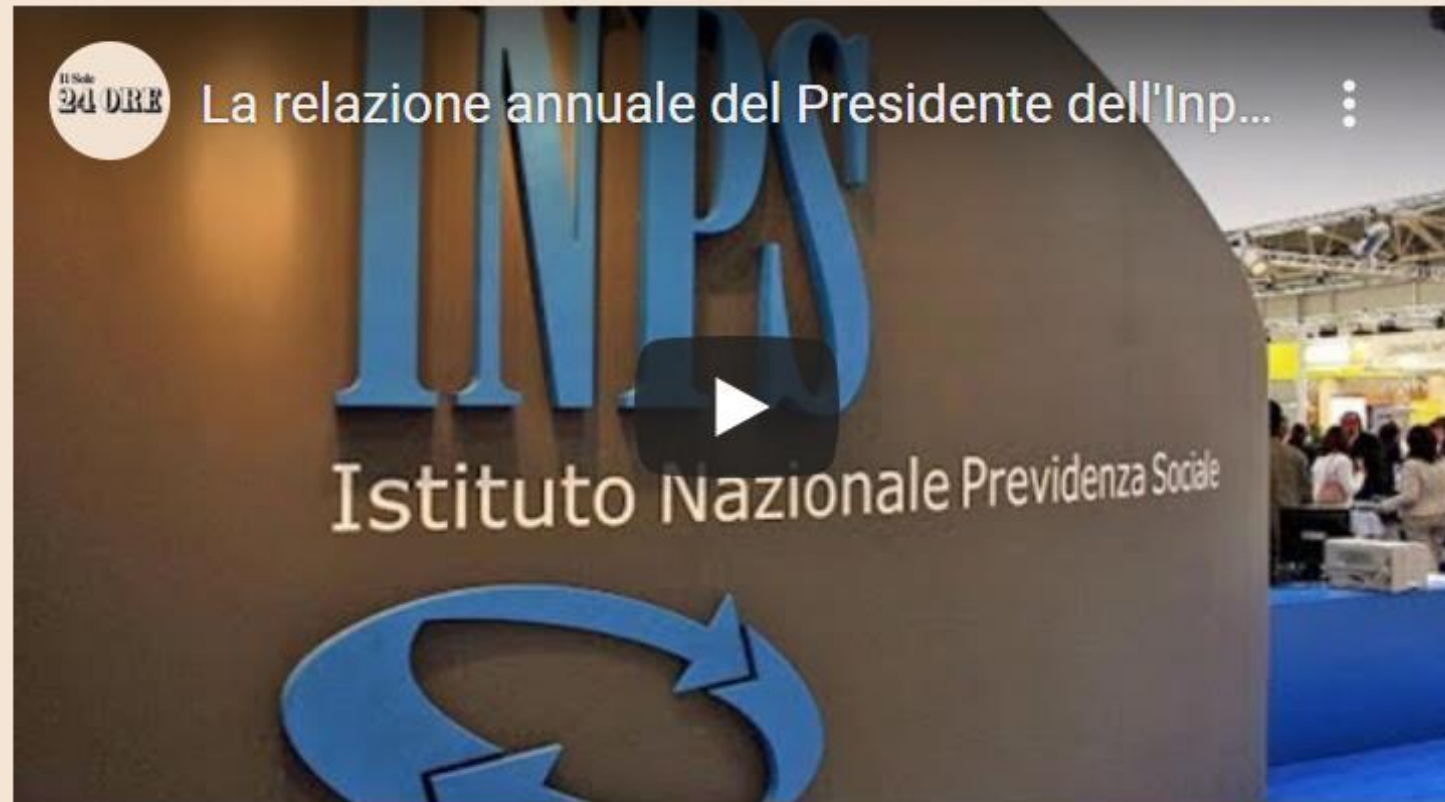 Il Sole
24 ORE
La relazione annuale del Presidente dell'Inp...
INPS
Istituto Nazionale Previdenza Sociale